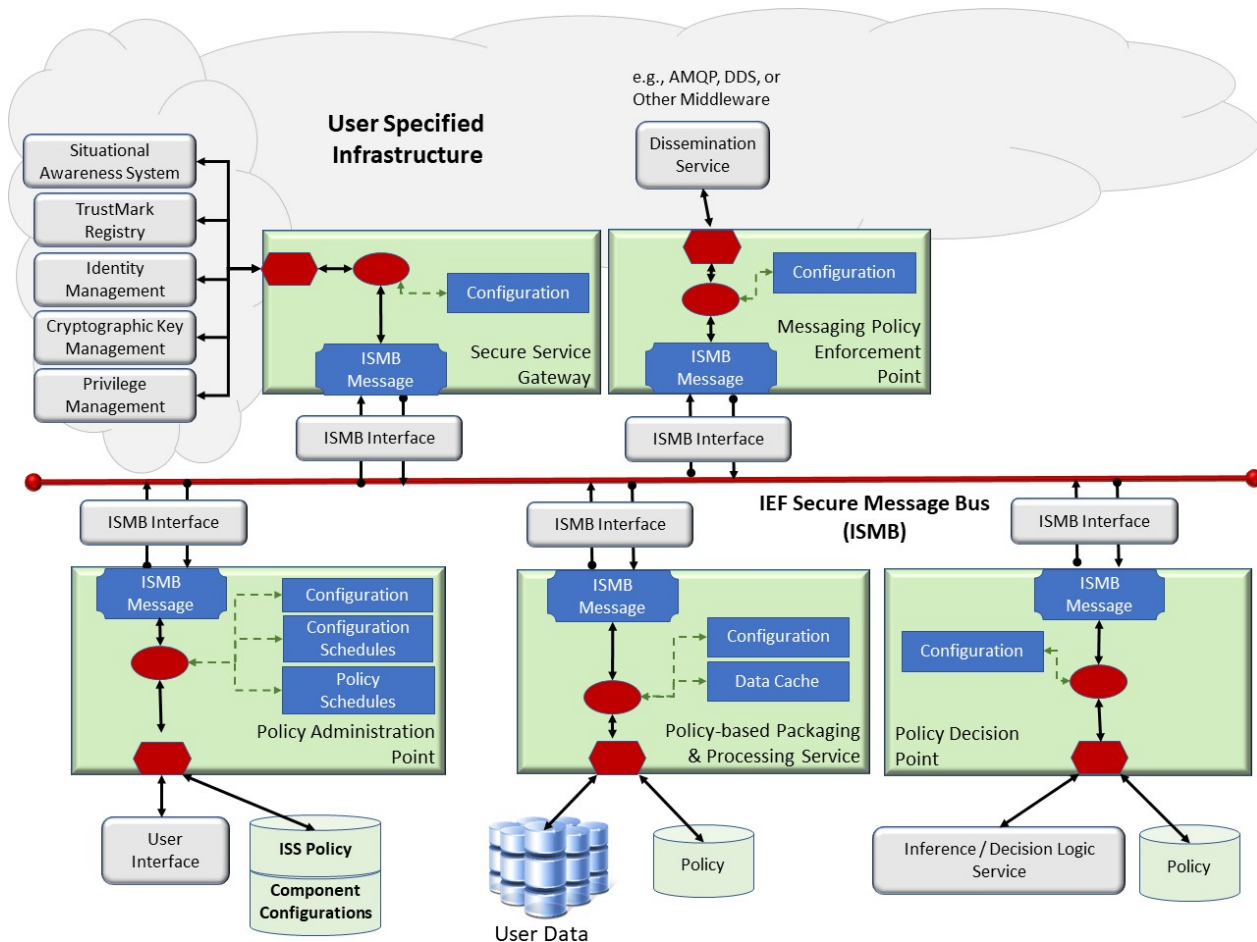 e.g., AMQP, DDS, or
Other Middleware
User Specified
Infrastructure
Dissemination
Service
Situational
Awareness System
TrustMark
Registry
Identity
Management
Cryptographic Key
Management
Privilege
Management
Configuration
ISMB
Message
Secure Service
Gateway
Configuration
ISMB
Message
Messaging Policy
Enforcement
Point
ISMB Interface
ISMB Interface
IEF Secure Message Bus
(ISMB)
ISMB Interface
ISMB Interface
ISMB Interface
ISMB
Message
Configuration
Configuration
Schedules
Policy
Schedules
Policy Administration
Point
ISMB
Message
Configuration
Data Cache
Policy-based Packaging
& Processing Service
ISMB
Message
Configuration
Policy Decision
Point
User
Interface
ISS Policy
Component
Configurations
User Data
Policy
Inference / Decision Logic
Service
Policy